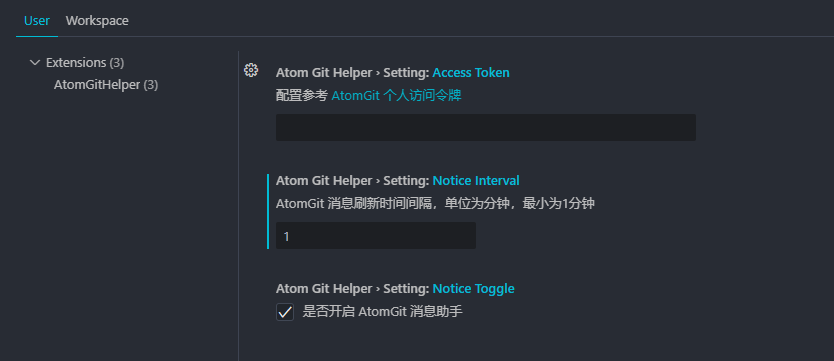 User Workspace
Extensions (3)
AtomGitHelper (3)
Atom Git Helper › Setting: Access Token
配置参考 AtomGit 个人访问令牌
Atom Git Helper › Setting: Notice Interval
AtomGit 消息刷新时间间隔，单位为分钟，最小为1分钟
1
Atom Git Helper › Setting: Notice Toggle
是否开启 AtomGit 消息助手